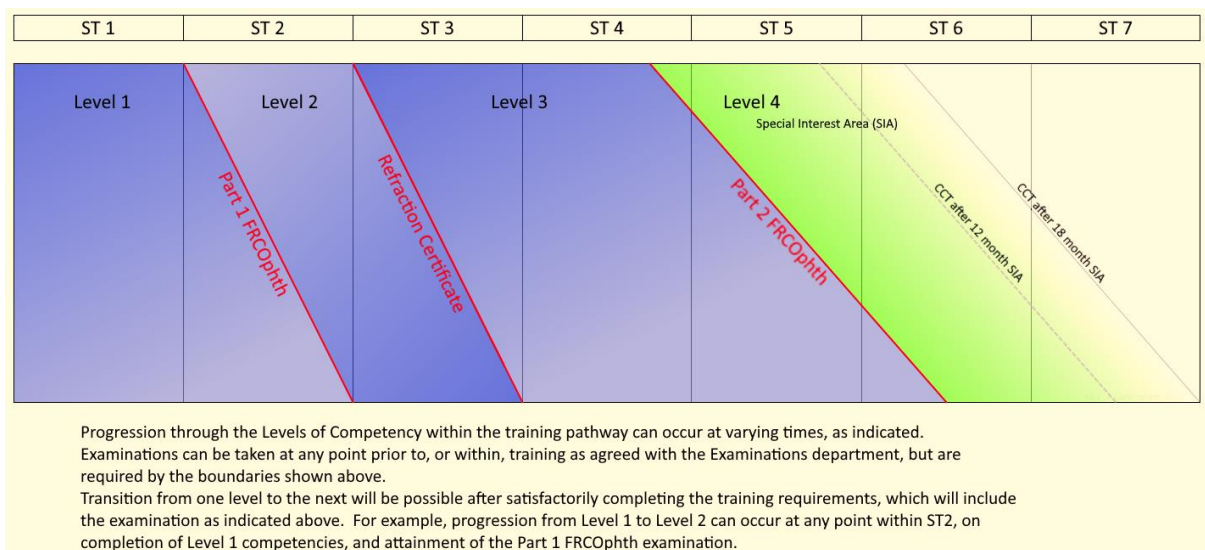 ST 1 ST 2 ST 3 ST 4 ST 5 ST 6 ST 7
Level 1 Level 2 Level 3 Level 4
Special Interest Area (SIA)
Part 1 FRCOphth
Refraction Certificate
Part 2 FRCOphth
CCT after 12 month SIA
CCT after 18 month SIA
Progression through the Levels of Competency within the training pathway can occur at varying times, as indicated.
Examinations can be taken at any point prior to, or within, training as agreed with the Examinations department, but are
required by the boundaries shown above.
Transition from one level to the next will be possible after satisfactorily completing the training requirements, which will include
the examination as indicated above. For example, progression from Level 1 to Level 2 can occur at any point within ST2, on
completion of Level 1 competencies, and attainment of the Part 1 FRCOphth examination.